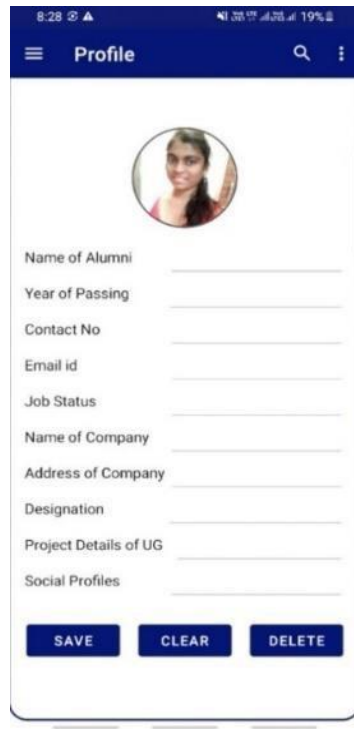 8:28 19%
Profile
Name of Alumni
Year of Passing
Contact No
Email id
Job Status
Name of Company
Address of Company
Designation
Project Details of UG
Social Profiles
SAVE CLEAR DELETE